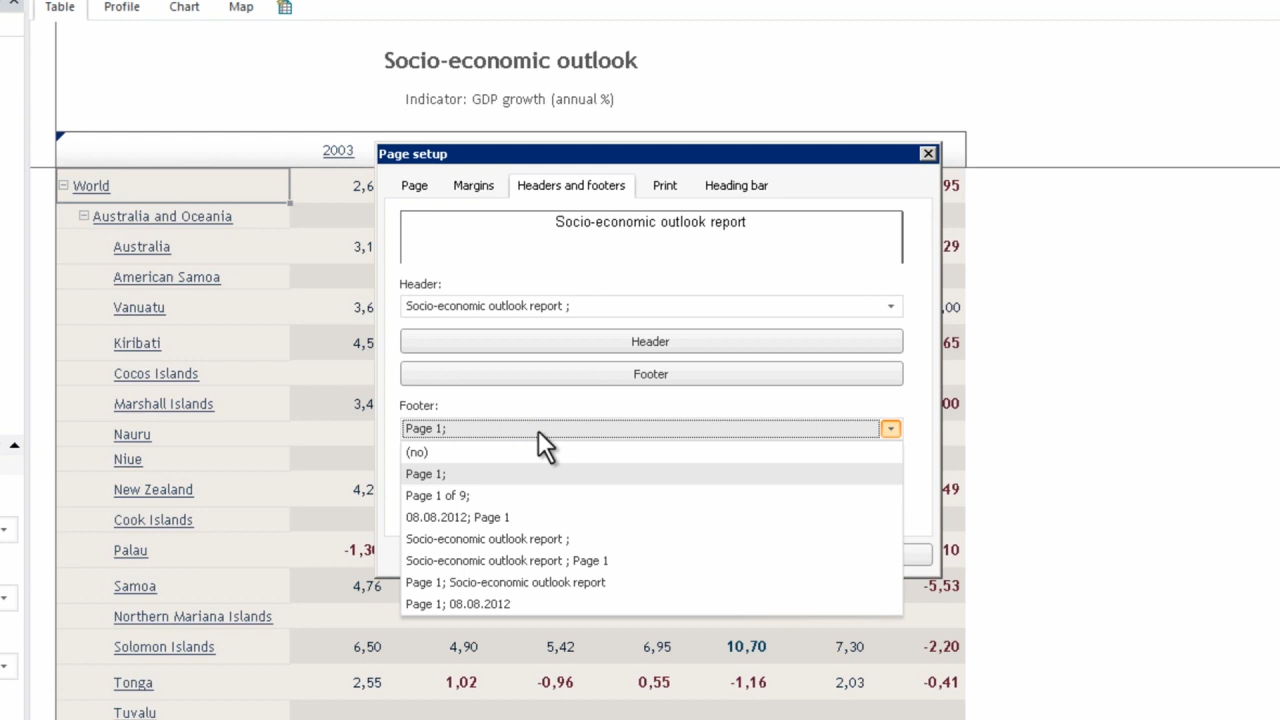 Table Profile Chart Map
Socio-economic outlook
Indicator: GDP growth (annual %)
2003
Page setup
Page Margins Headers and footers Print Heading bar
Socio-economic outlook report
Header:
Socio-economic outlook report ;
Header
Footer
Footer:
Page 1;
(no)
Page 1;
Page 1 of 9;
08.08.2012; Page 1
Socio-economic outlook report ;
Socio-economic outlook report ; Page 1
Page 1; Socio-economic outlook report
Page 1; 08.08.2012
World 2,6 95
Australia and Oceania
Australia 3,1 29
American Samoa
Vanuatu 3,6 ,00
Kiribati 4,5 65
Cocos Islands
Marshall Islands 3,4 00
Nauru
Niue
New Zealand 4,2 49
Cook Islands
Palau -1,30 10
Samoa 4,76 -5,53
Northern Mariana Islands
Solomon Islands 6,50 4,90 5,42 6,95 10,70 7,30 -2,20
Tonga 2,55 1,02 -0,96 0,55 -1,16 2,03 -0,41
Tuvalu